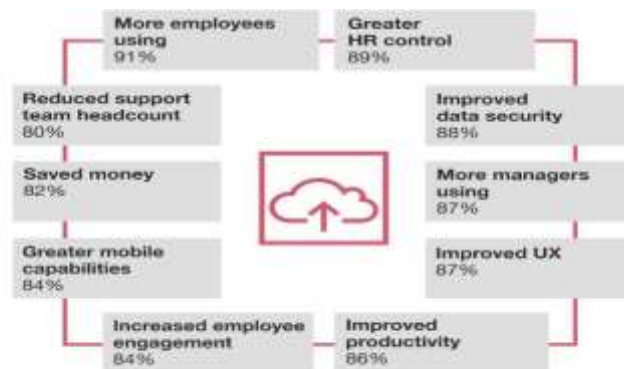 More employees
using
91%
Greater
HR control
89%
Improved
data security
88%
More managers
using
87%
Improved UX
87%
Improved
productivity
86%
Increased employee
engagement
84%
Greater mobile
capabilities
84%
Saved money
82%
Reduced support
team headcount
80%